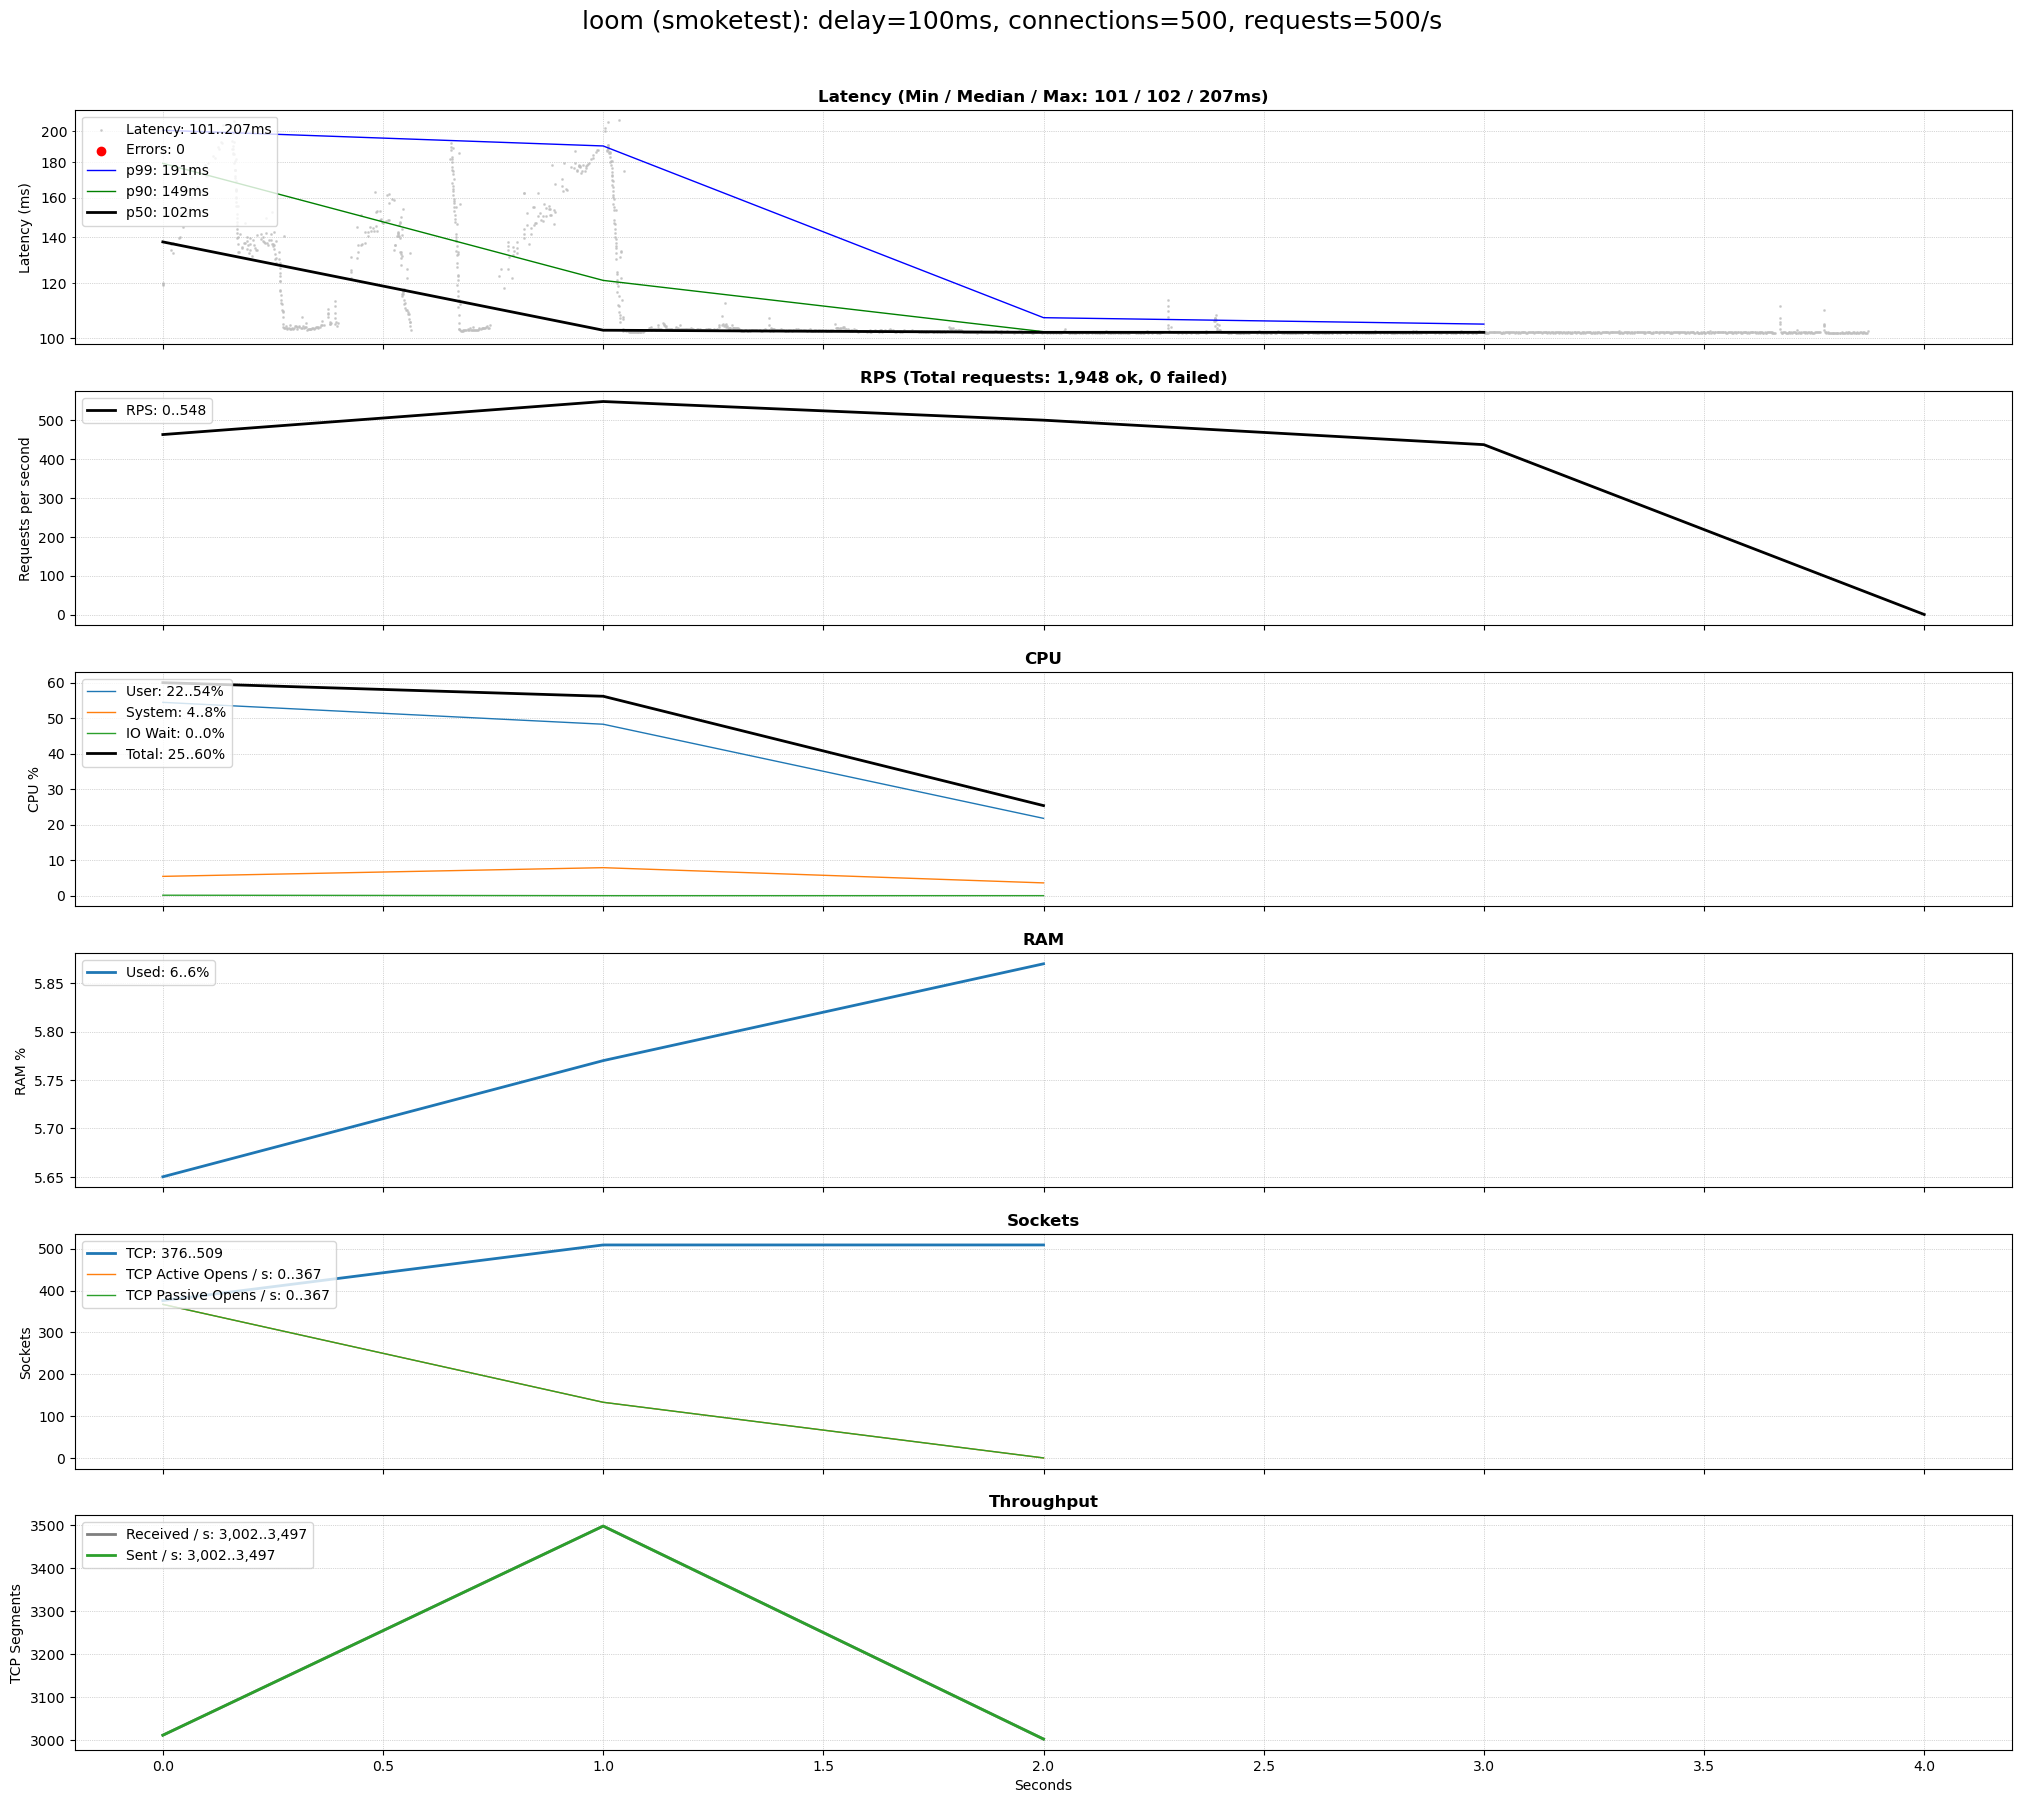 loom (smoketest): delay=100ms, connections=500, requests=500/s
Latency (Min / Median / Max: 101 / 102 / 207ms)
Latency (ms)
200
180
160
140
120
100
Latency: 101..207ms
Errors: 0
p99: 191ms
p90: 149ms
p50: 102ms
RPS (Total requests: 1,948 ok, 0 failed)
Requests per second
500
400
300
200
100
0
RPS: 0..548
CPU
CPU %
60
50
40
30
20
10
0
User: 22..54%
System: 4..8%
IO Wait: 0..0%
Total: 25..60%
RAM
RAM %
5.85
5.80
5.75
5.70
5.65
Used: 6..6%
Sockets
Sockets
500
400
300
200
100
0
TCP: 376..509
TCP Active Opens / s: 0..367
TCP Passive Opens / s: 0..367
Throughput
TCP Segments
3500
3400
3300
3200
3100
3000
Received / s: 3,002..3,497
Sent / s: 3,002..3,497
0.0 0.5 1.0 1.5 2.0 2.5 3.0 3.5 4.0
Seconds